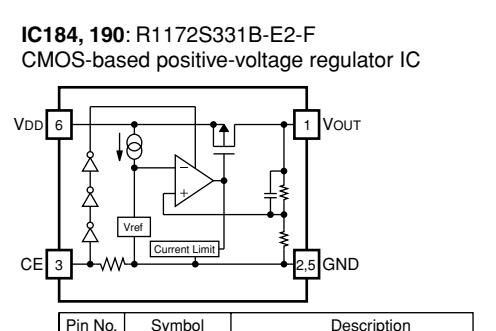 IC184, 190: R1172S331B-E2-F
CMOS-based positive-voltage regulator IC
VDD 6 1 VOUT
−
+
Vref
Current Limit
CE 3 2,5 GND
Pin No. Symbol Description